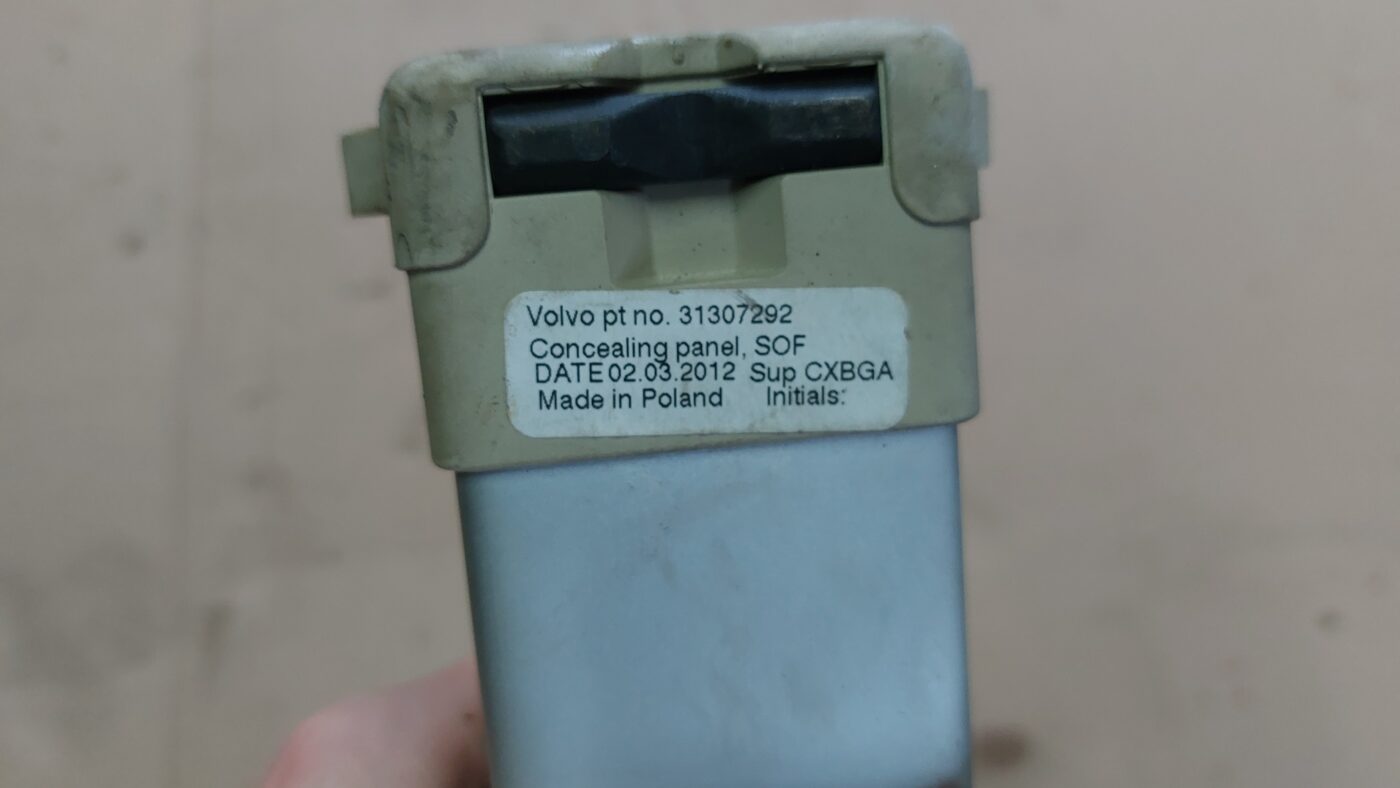 Volvo pt no. 31307292
Concealing panel, SOF
DATE 02.03.2012 Sup CXBGA
Made in Poland Initials: